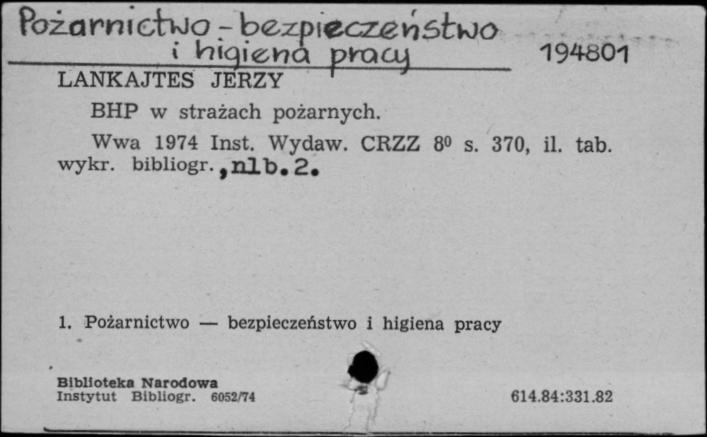 Pożarnictwo - bezpieczeństwo
i higiena pracy
194801
LANKAJTES JERZY
BHP w strażach pożarnych.
Wwa 1974 Inst. Wydaw. CRZZ 8⁰ s. 370, il. tab.
wykr. bibliogr.,nlb.2.
1. Pożarnictwo — bezpieczeństwo i higiena pracy
Biblioteka Narodowa
Instytut Bibliogr. 6052/74
614.84:331.82